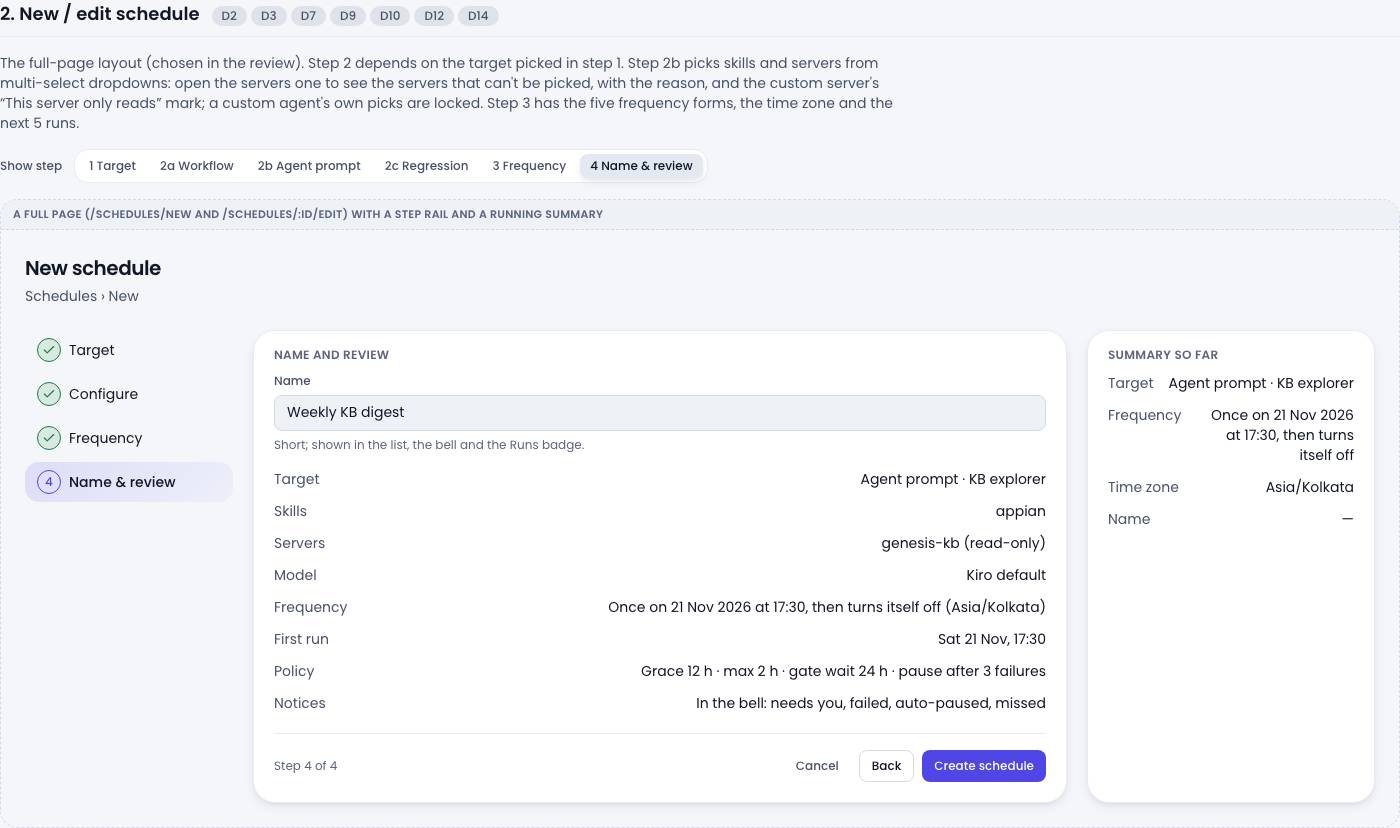 2. New / edit schedule D2 D3 D7 D9 D10 D12 D14
The full-page layout (chosen in the review). Step 2 depends on the target picked in step 1. Step 2b picks skills and servers from
multi-select dropdowns: open the servers one to see the servers that can't be picked, with the reason, and the custom server's
“This server only reads” mark; a custom agent's own picks are locked. Step 3 has the five frequency forms, the time zone and the
next 5 runs.
Show step 1 Target 2a Workflow 2b Agent prompt 2c Regression 3 Frequency 4 Name & review
A FULL PAGE (/SCHEDULES/NEW AND /SCHEDULES/:ID/EDIT) WITH A STEP RAIL AND A RUNNING SUMMARY
New schedule
Schedules › New
Target
Configure
Frequency
4 Name & review
NAME AND REVIEW
Name
Weekly KB digest
Short; shown in the list, the bell and the Runs badge.
Target Agent prompt · KB explorer
Skills appian
Servers genesis-kb (read-only)
Model Kiro default
Frequency Once on 21 Nov 2026 at 17:30, then turns itself off (Asia/Kolkata)
First run Sat 21 Nov, 17:30
Policy Grace 12 h · max 2 h · gate wait 24 h · pause after 3 failures
Notices In the bell: needs you, failed, auto-paused, missed
Step 4 of 4 Cancel Back Create schedule
SUMMARY SO FAR
Target Agent prompt · KB explorer
Frequency Once on 21 Nov 2026
at 17:30, then turns
itself off
Time zone Asia/Kolkata
Name —